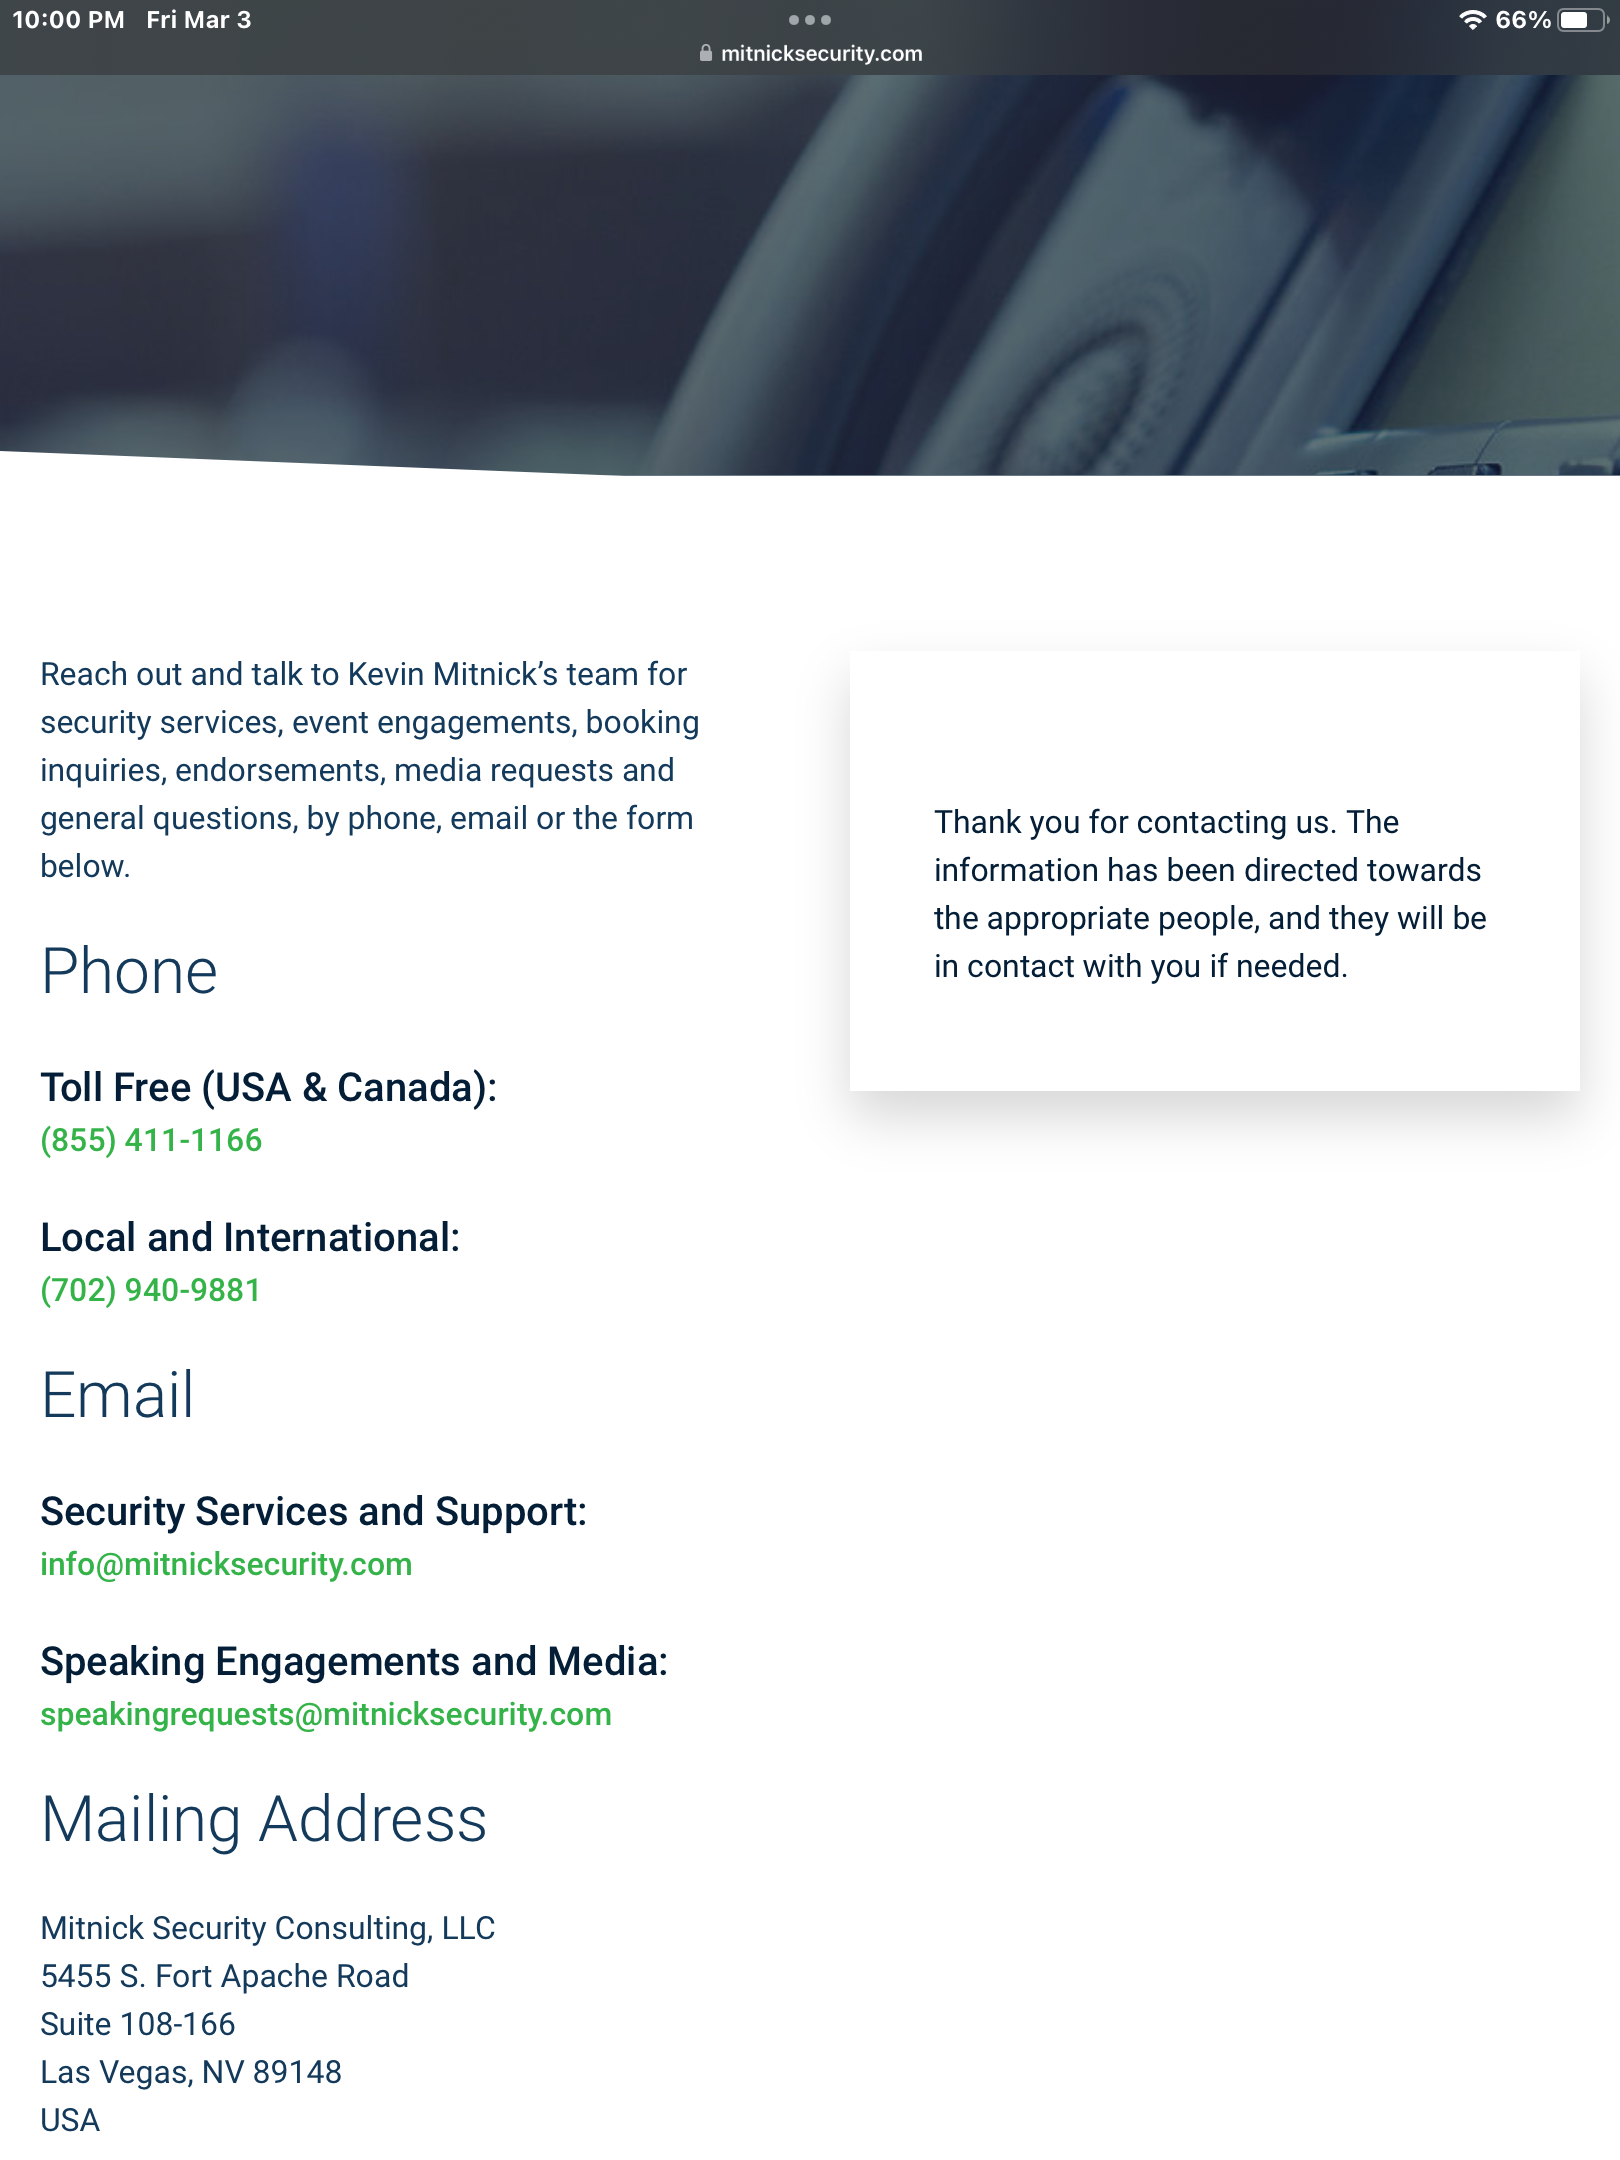 10:00 PM Fri Mar 3
66%
mitnicksecurity.com
Reach out and talk to Kevin Mitnick’s team for
security services, event engagements, booking
inquiries, endorsements, media requests and
general questions, by phone, email or the form
below.
Phone
Toll Free (USA & Canada):
(855) 411-1166
Local and International:
(702) 940-9881
Email
Security Services and Support:
info@mitnicksecurity.com
Speaking Engagements and Media:
speakingrequests@mitnicksecurity.com
Mailing Address
Mitnick Security Consulting, LLC
5455 S. Fort Apache Road
Suite 108-166
Las Vegas, NV 89148
USA
Thank you for contacting us. The
information has been directed towards
the appropriate people, and they will be
in contact with you if needed.